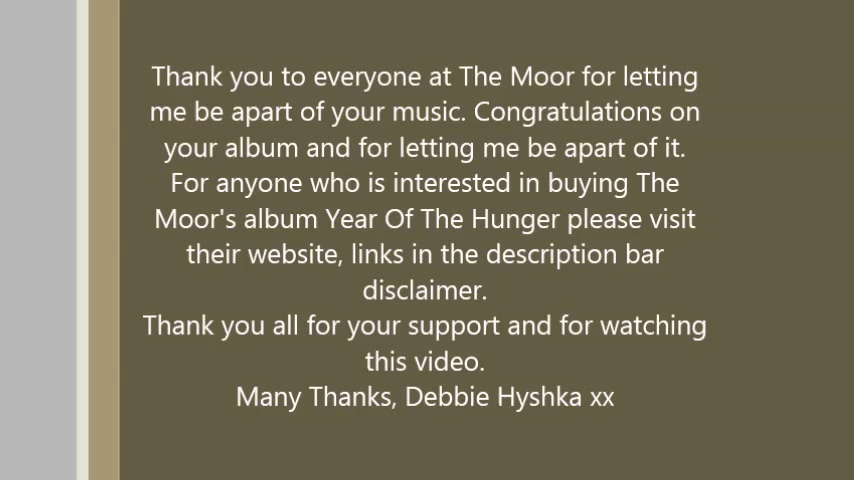 Thank you to everyone at The Moor for letting
me be apart of your music. Congratulations on
your album and for letting me be apart of it.
For anyone who is interested in buying The
Moor's album Year Of The Hunger please visit
their website, links in the description bar
disclaimer.
Thank you all for your support and for watching
this video.
Many Thanks, Debbie Hyshka xx